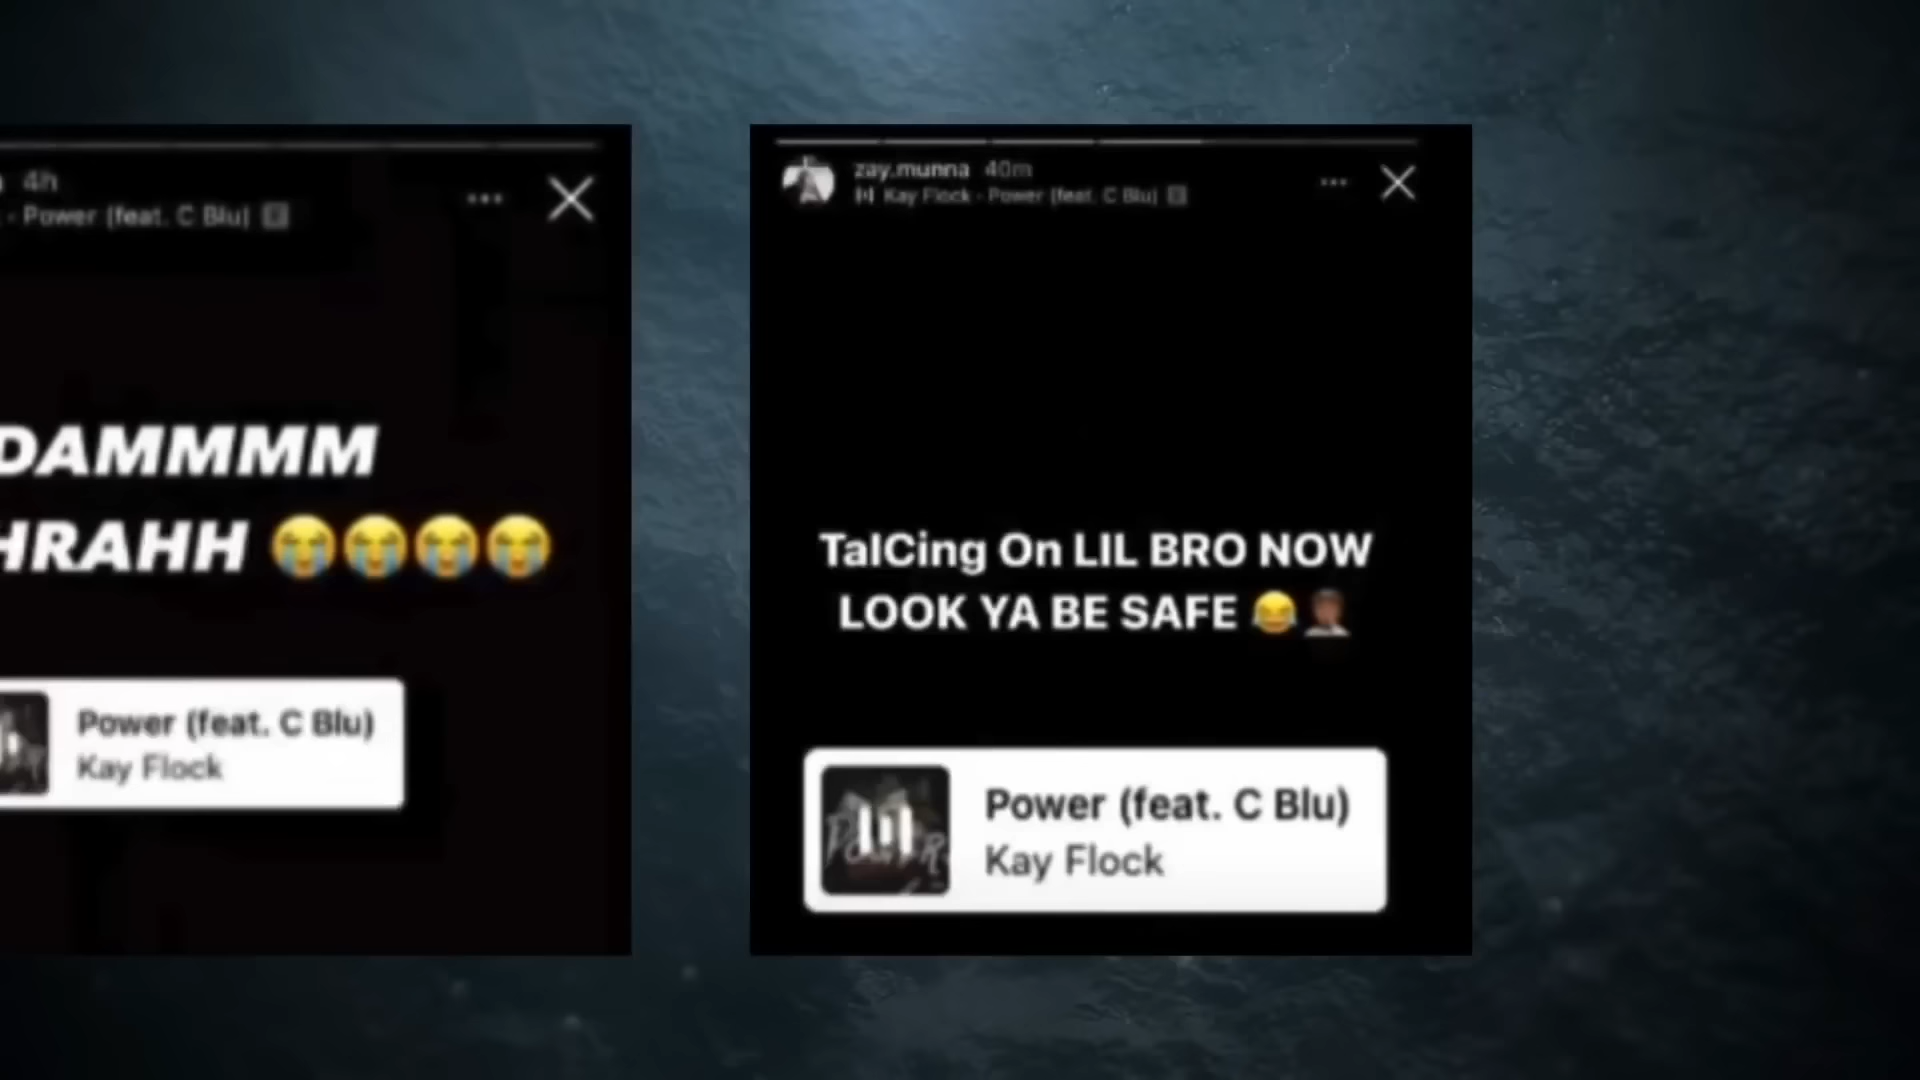 4h
- Power (feat. C Blu) E
DAMMMM
HRAHH 😭😭😭😭
Power (feat. C Blu)
Kay Flock
zay.munna 40m
Kay Flock - Power (feat. C Blu) E
TalCing On LIL BRO NOW
LOOK YA BE SAFE 😂🤦🏾‍♂️
Power (feat. C Blu)
Kay Flock